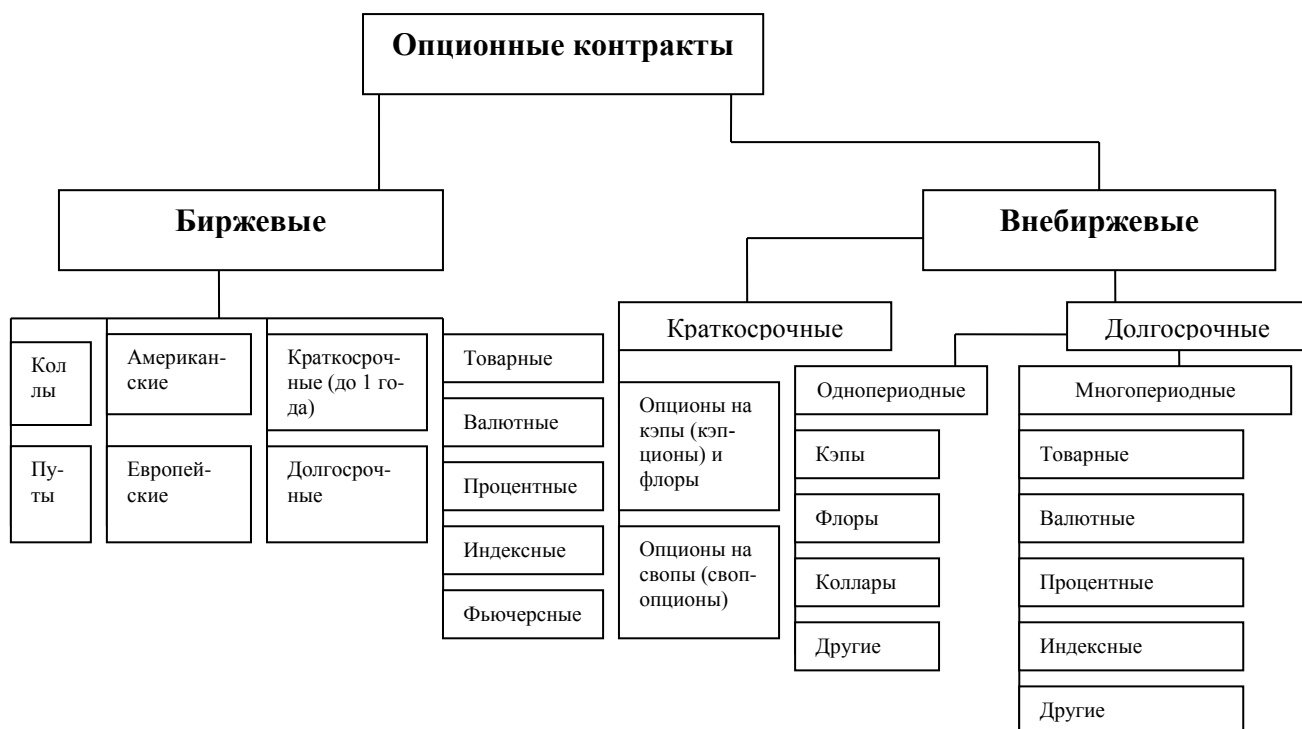 Опционные контракты
Биржевые
Внебиржевые
Кол
лы
Пу-
ты
Американ-
ские
Европей-
ские
Краткосроч-
ные (до 1 го-
да)
Долгосроч-
ные
Товарные
Валютные
Процентные
Индексные
Фьючерсные
Краткосрочные
Опционы на
кэпы (кэп-
ционы) и
флоры
Опционы на
свопы (своп-
опционы)
Долгосрочные
Однопериодные
Кэпы
Флоры
Коллары
Другие
Многопериодные
Товарные
Валютные
Процентные
Индексные
Другие